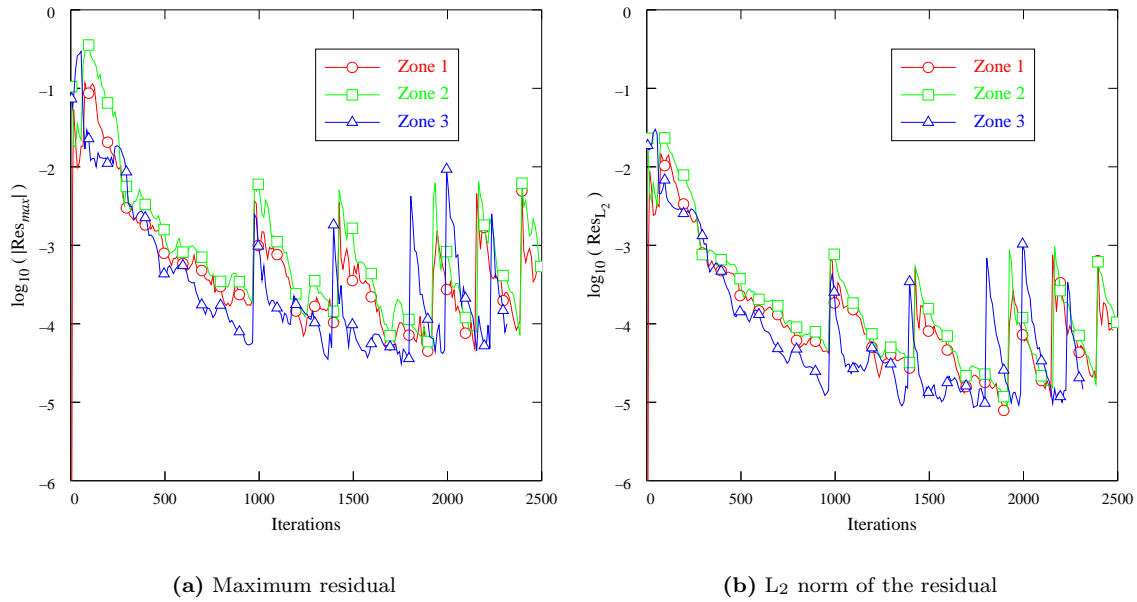 0
−1
−2
−3
−4
−5
−6
log10 ( |Resmax| )
0 500 1000 1500 2000 2500
Iterations
Zone 1
Zone 2
Zone 3
(a) Maximum residual
0
−1
−2
−3
−4
−5
−6
log10 ( ResL2 )
0 500 1000 1500 2000 2500
Iterations
Zone 1
Zone 2
Zone 3
(b) L2 norm of the residual